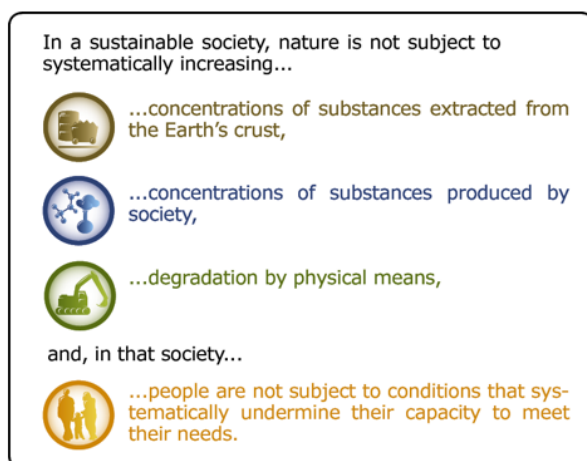 In a sustainable society, nature is not subject to
systematically increasing...
...concentrations of substances extracted from
the Earth's crust,
...concentrations of substances produced by
society,
...degradation by physical means,
and, in that society...
...people are not subject to conditions that sys-
tematically undermine their capacity to meet
their needs.